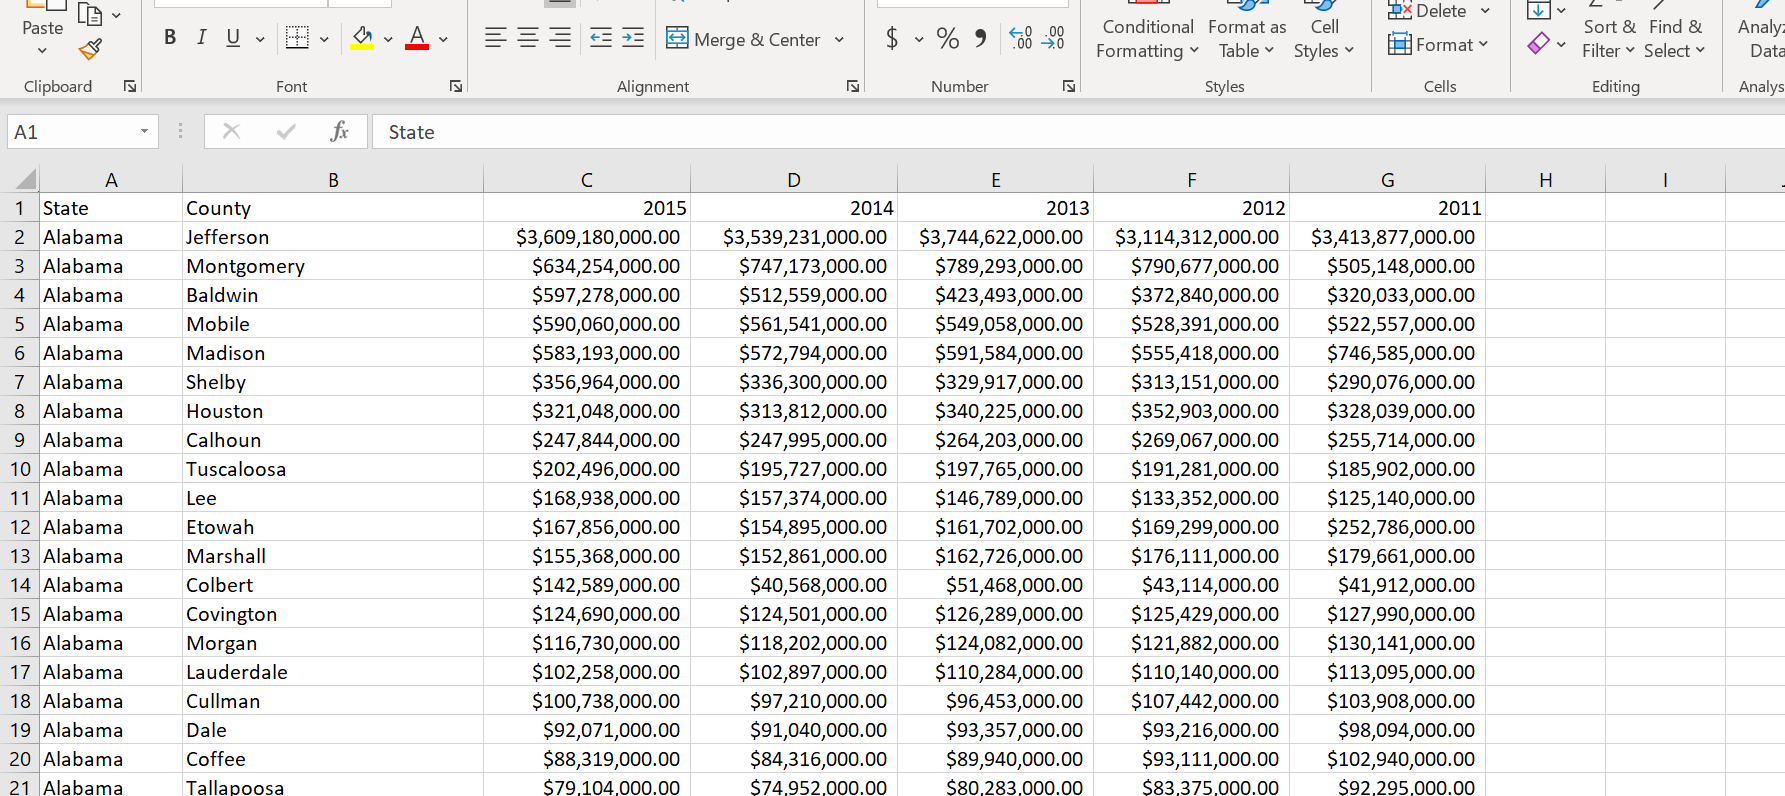 Paste
B I U A
Merge & Center
$ % 9 .00 .00
Conditional Formatting
Format as Table
Cell Styles
Delete
Format
Sort & Filter
Find & Select
Clipboard Font Alignment Number Styles Cells Editing
A1 fx State
A B C D E F G H I
1 State County 2015 2014 2013 2012 2011
2 Alabama Jefferson $3,609,180,000.00 $3,539,231,000.00 $3,744,622,000.00 $3,114,312,000.00 $3,413,877,000.00
3 Alabama Montgomery $634,254,000.00 $747,173,000.00 $789,293,000.00 $790,677,000.00 $505,148,000.00
4 Alabama Baldwin $597,278,000.00 $512,559,000.00 $423,493,000.00 $372,840,000.00 $320,033,000.00
5 Alabama Mobile $590,060,000.00 $561,541,000.00 $549,058,000.00 $528,391,000.00 $522,557,000.00
6 Alabama Madison $583,193,000.00 $572,794,000.00 $591,584,000.00 $555,418,000.00 $746,585,000.00
7 Alabama Shelby $356,964,000.00 $336,300,000.00 $329,917,000.00 $313,151,000.00 $290,076,000.00
8 Alabama Houston $321,048,000.00 $313,812,000.00 $340,225,000.00 $352,903,000.00 $328,039,000.00
9 Alabama Calhoun $247,844,000.00 $247,995,000.00 $264,203,000.00 $269,067,000.00 $255,714,000.00
10 Alabama Tuscaloosa $202,496,000.00 $195,727,000.00 $197,765,000.00 $191,281,000.00 $185,902,000.00
11 Alabama Lee $168,938,000.00 $157,374,000.00 $146,789,000.00 $133,352,000.00 $125,140,000.00
12 Alabama Etowah $167,856,000.00 $154,895,000.00 $161,702,000.00 $169,299,000.00 $252,786,000.00
13 Alabama Marshall $155,368,000.00 $152,861,000.00 $162,726,000.00 $176,111,000.00 $179,661,000.00
14 Alabama Colbert $142,589,000.00 $40,568,000.00 $51,468,000.00 $43,114,000.00 $41,912,000.00
15 Alabama Covington $124,690,000.00 $124,501,000.00 $126,289,000.00 $125,429,000.00 $127,990,000.00
16 Alabama Morgan $116,730,000.00 $118,202,000.00 $124,082,000.00 $121,882,000.00 $130,141,000.00
17 Alabama Lauderdale $102,258,000.00 $102,897,000.00 $110,284,000.00 $110,140,000.00 $113,095,000.00
18 Alabama Cullman $100,738,000.00 $97,210,000.00 $96,453,000.00 $107,442,000.00 $103,908,000.00
19 Alabama Dale $92,071,000.00 $91,040,000.00 $93,357,000.00 $93,216,000.00 $98,094,000.00
20 Alabama Coffee $88,319,000.00 $84,316,000.00 $89,940,000.00 $93,111,000.00 $102,940,000.00
21 Alabama Tallapoosa $79,104,000.00 $74,952,000.00 $80,283,000.00 $83,375,000.00 $92,295,000.00